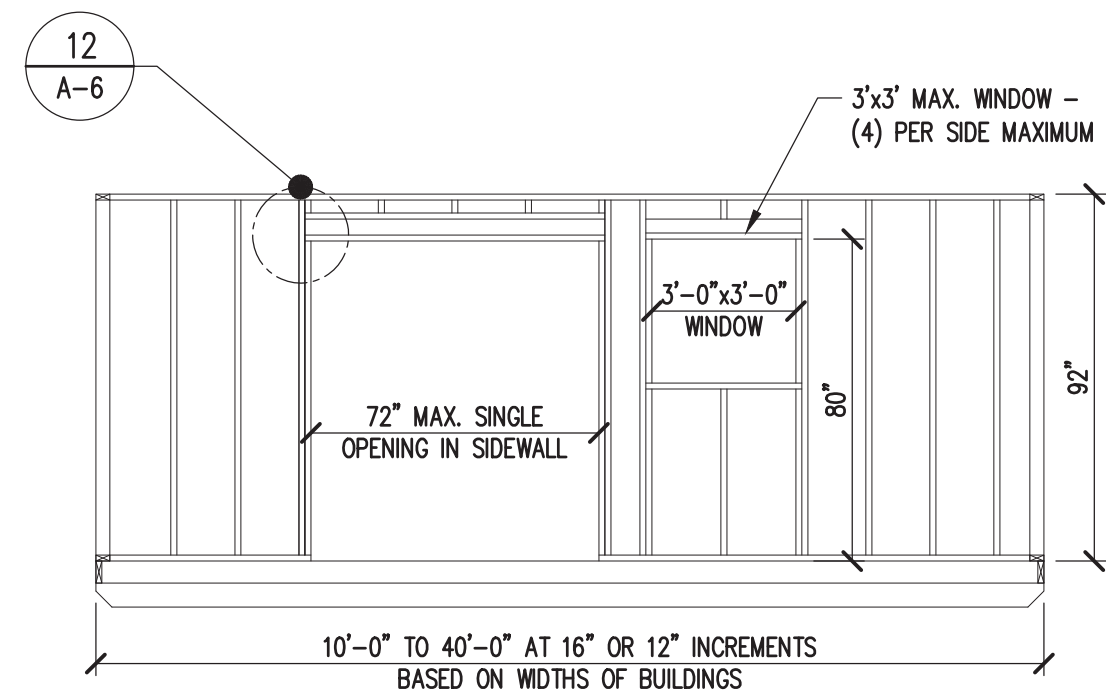 12
A-6
3'x3' MAX. WINDOW -
(4) PER SIDE MAXIMUM
3'-0"x3'-0"
WINDOW
72" MAX. SINGLE
OPENING IN SIDEWALL
80"
92"
10'-0" TO 40'-0" AT 16" OR 12" INCREMENTS
BASED ON WIDTHS OF BUILDINGS